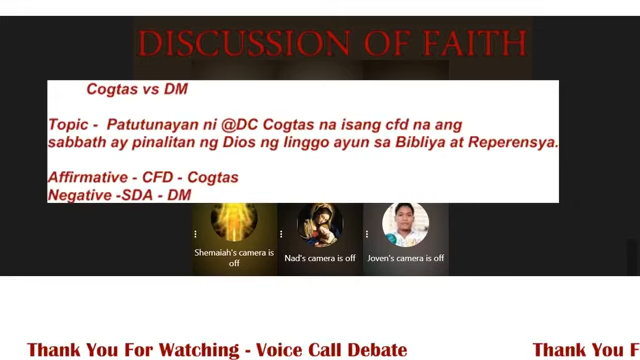 DISCUSSION OF FAITH
Cogtas vs DM
Topic - Patutunayan ni @DC Cogtas na isang cfd na ang
sabbath ay pinalitan ng Dios ng linggo ayun sa Bibliya at Reperensya.
Affirmative - CFD - Cogtas
Negative -SDA - DM
Shemaiah's camera is
off
Nad's camera is off
Joven's camera is off
Thank You For Watching - Voice Call Debate
Thank You F